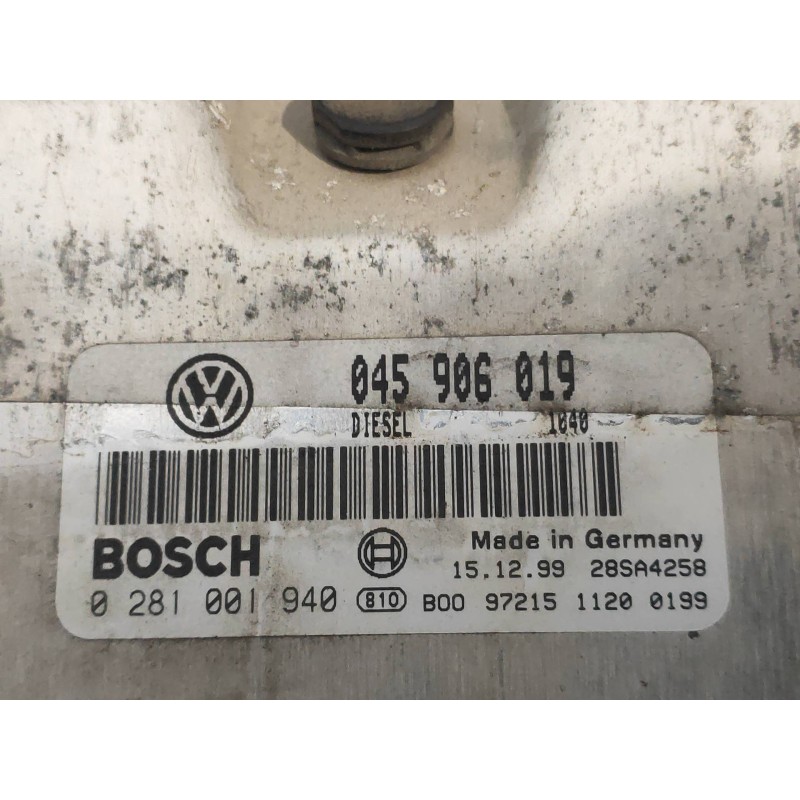 045 906 019
DIESEL 1040
BOSCH Made in Germany
15.12.99 28SA4258
0 281 001 940 810 B00 97215 1120 0199